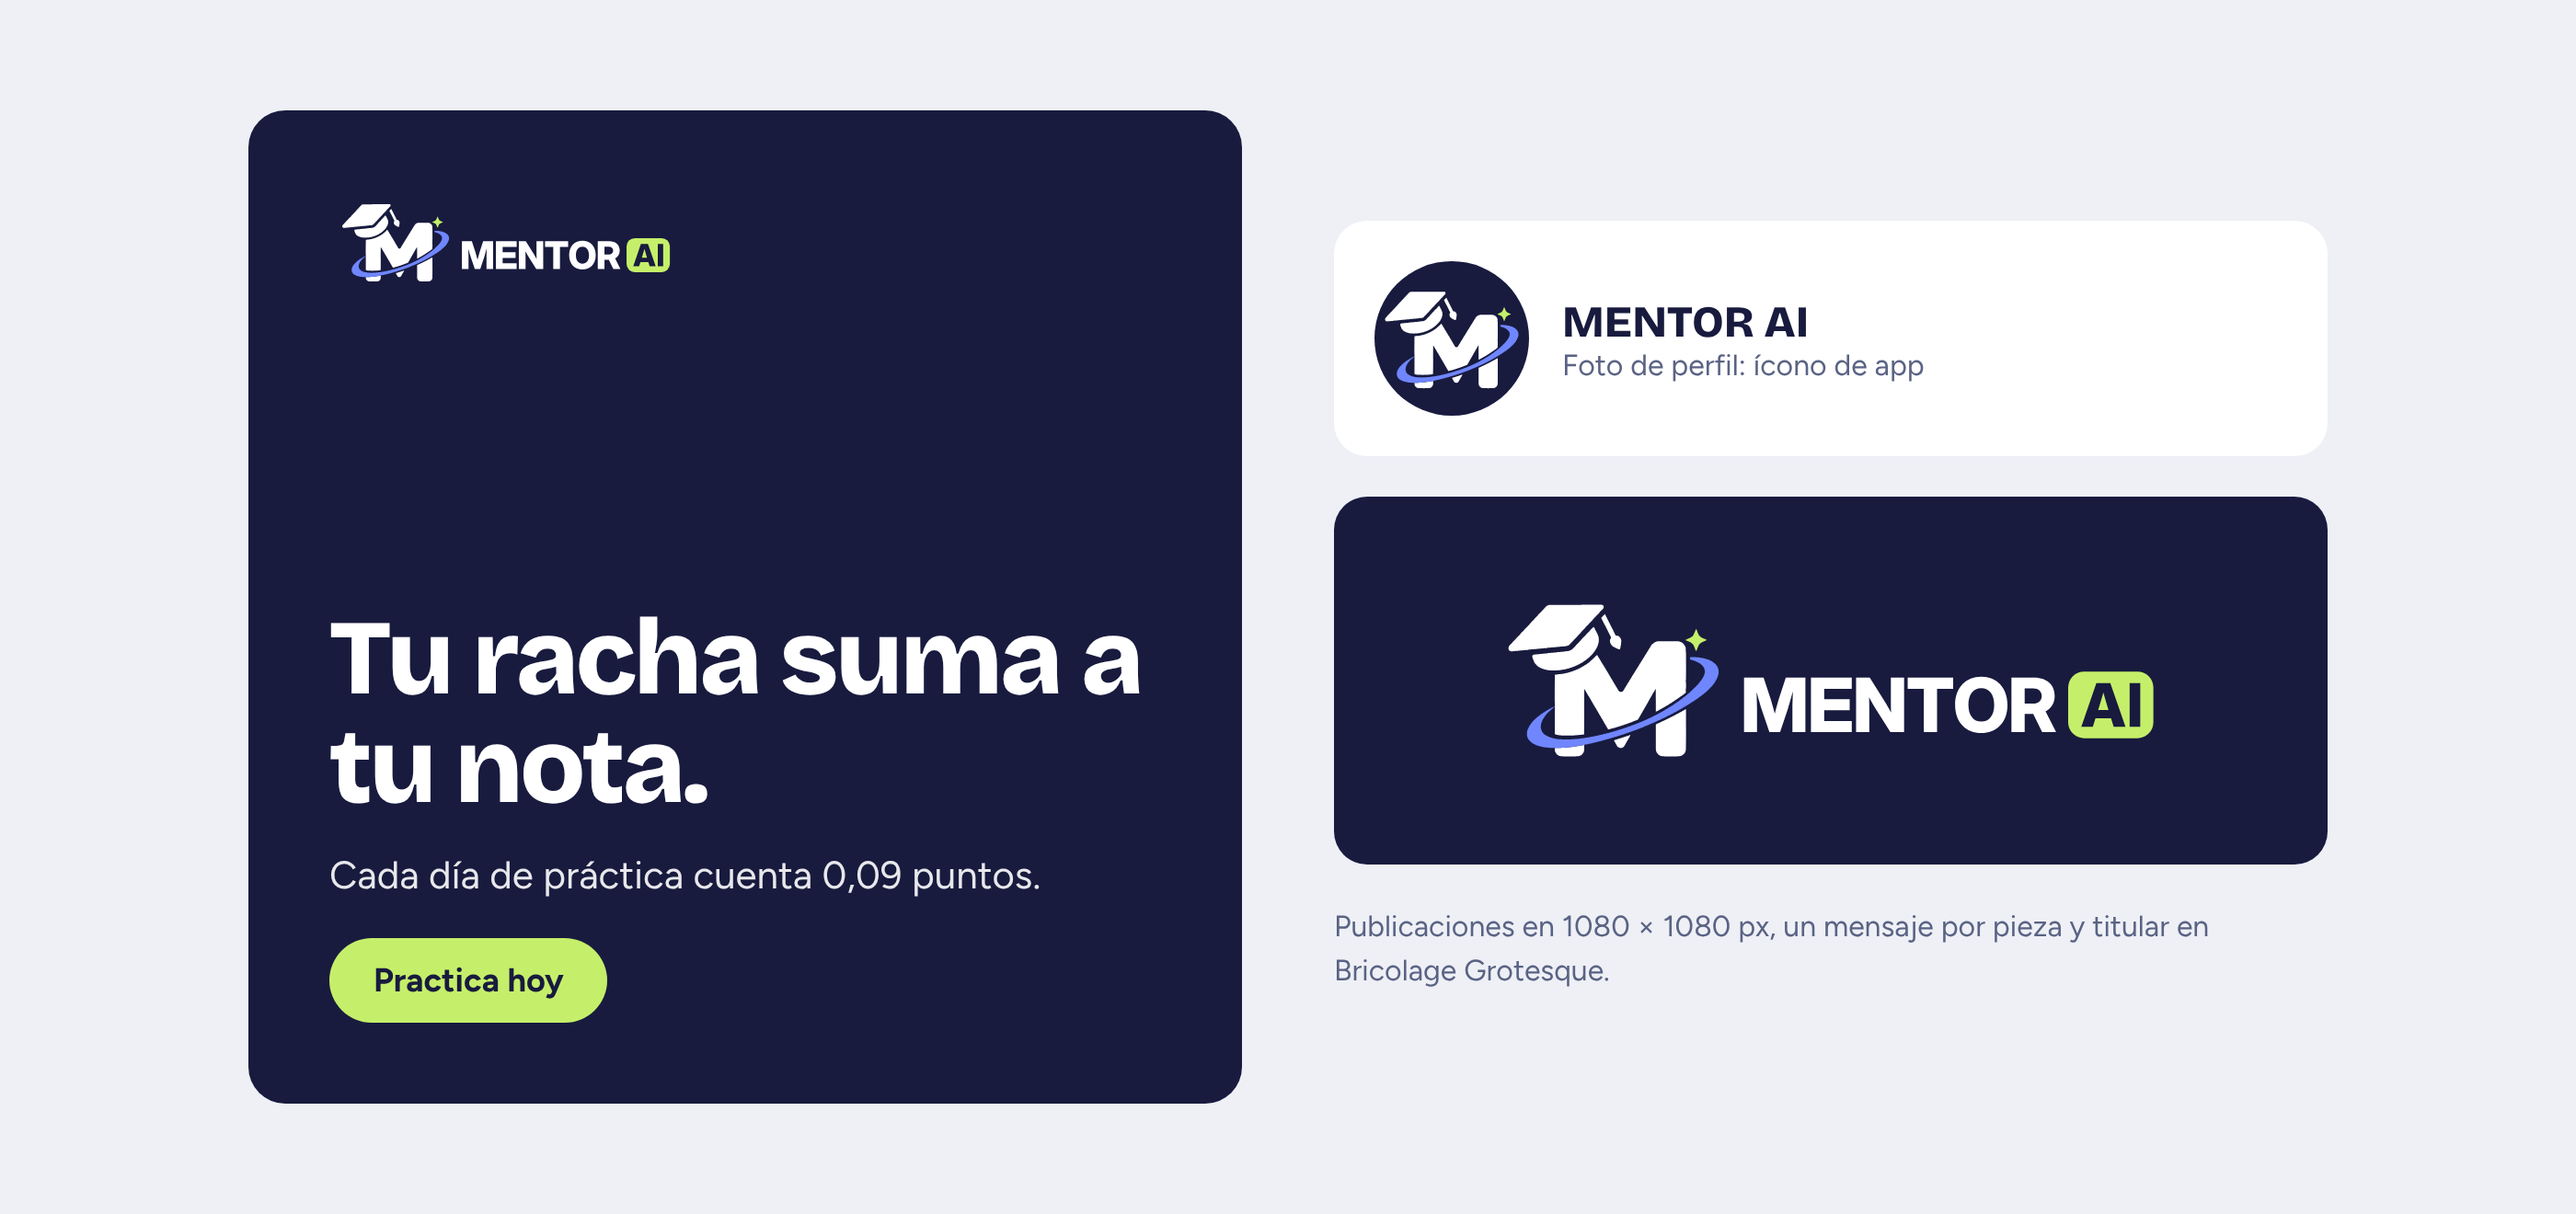 MENTOR AI
Tu racha suma a
tu nota.
Cada día de práctica cuenta 0,09 puntos.
Practica hoy
MENTOR AI
Foto de perfil: ícono de app
MENTOR AI
Publicaciones en 1080 × 1080 px, un mensaje por pieza y titular en
Bricolage Grotesque.